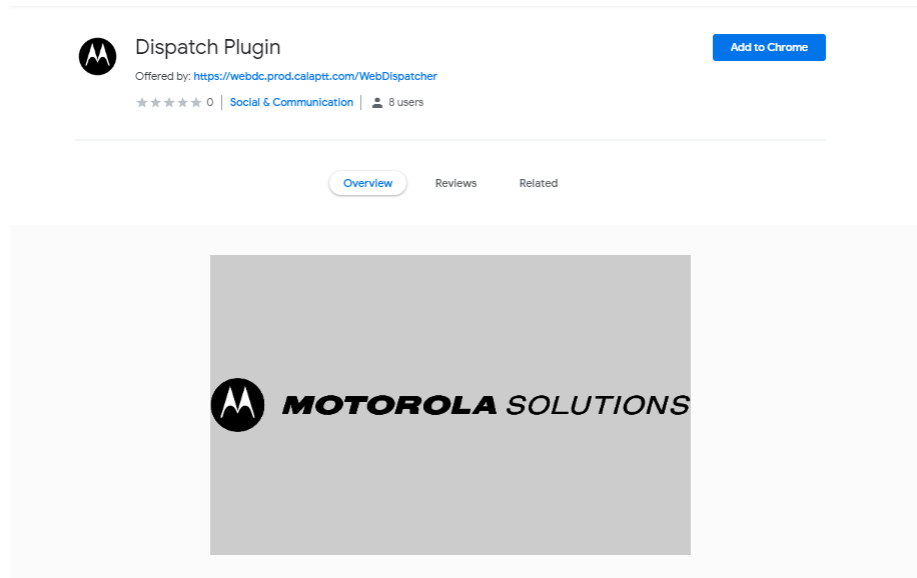 Dispatch Plugin
Add to Chrome
Offered by: https://webdc.prod.calaptt.com/WebDispatcher
0 | Social & Communication | 8 users
Overview Reviews Related
MOTOROLA SOLUTIONS